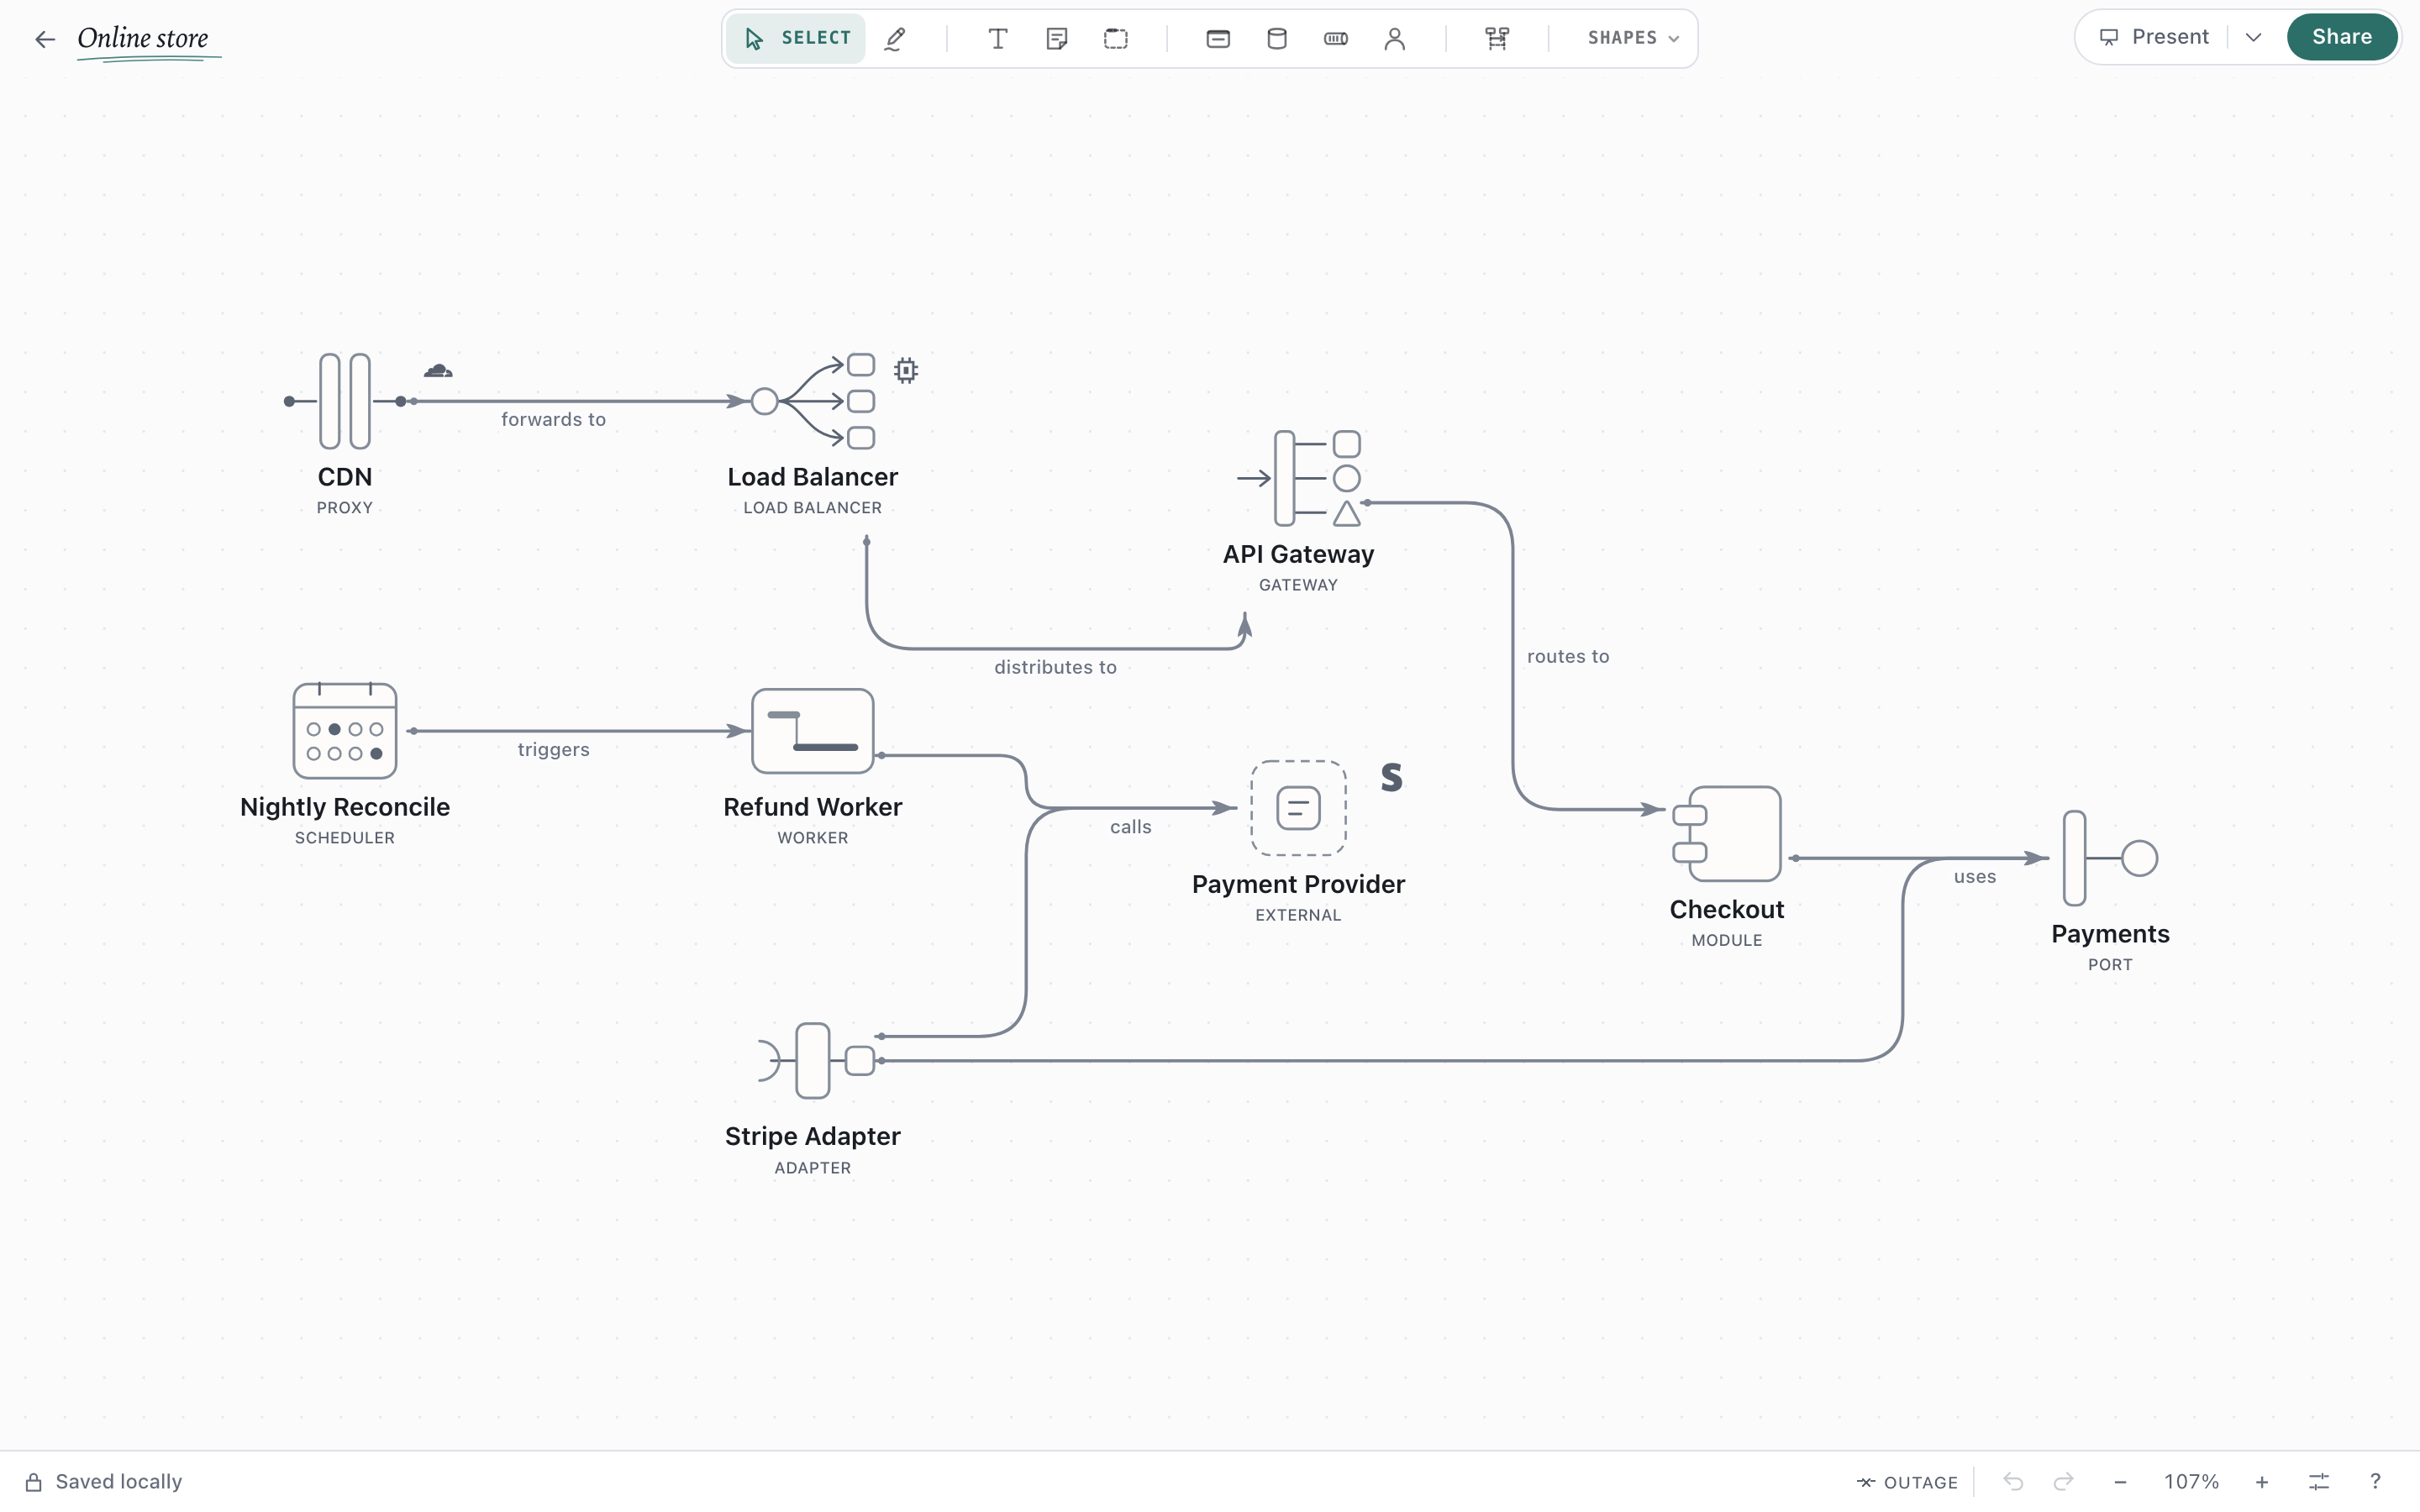 Online store
SELECT
SHAPES
Present
Share
forwards to
CDN
PROXY
Load Balancer
LOAD BALANCER
API Gateway
GATEWAY
distributes to
routes to
triggers
Nightly Reconcile
SCHEDULER
Refund Worker
WORKER
calls
S
Payment Provider
EXTERNAL
uses
Checkout
MODULE
Payments
PORT
Stripe Adapter
ADAPTER
Saved locally
OUTAGE
− 107% + ?